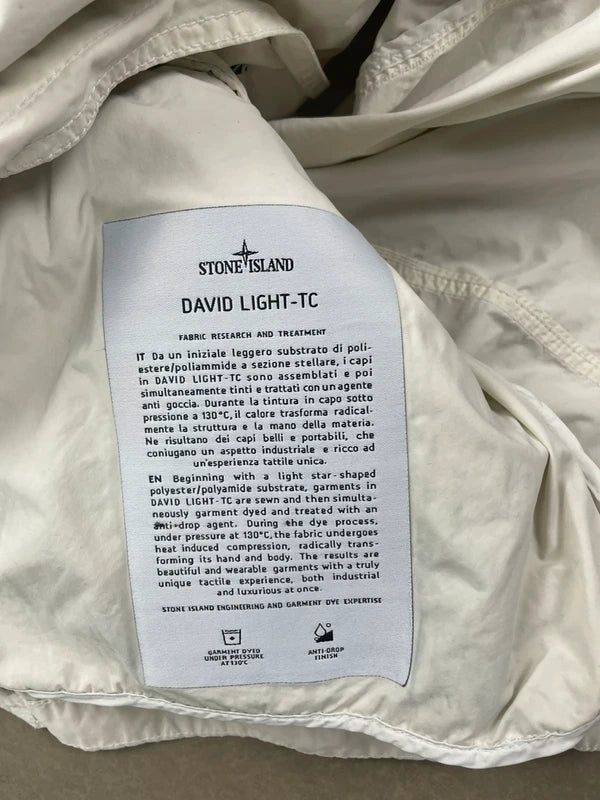 STONE ISLAND
DAVID LIGHT-TC
FABRIC RESEARCH AND TREATMENT
IT Da un iniziale leggero substrato di poli-
estere/poliammide a sezione stellare, i capi
in DAVID LIGHT-TC sono assemblati e poi
simultaneamente tinti e trattati con un agente
anti goccia. Durante la tintura in capo sotto
pressione a 130°C, il calore trasforma radical-
mente la struttura e la mano della materia.
Ne risultano dei capi belli e portabili, che
coniugano un aspetto industriale e ricco ad
un'esperienza tattile unica.
EN Beginning with a light star-shaped
polyester/polyamide substrate, garments in
DAVID LIGHT-TC are sewn and then simulta-
neously garment dyed and treated with an
anti-drop agent. During the dye process,
under pressure at 130°C, the fabric undergoes
heat induced compression, radically trans-
forming its hand and body. The results are
beautiful and wearable garments with a truly
unique tactile experience, both industrial
and luxurious at once.
STONE ISLAND ENGINEERING AND GARMENT DYE EXPERTISE
GARMENT DYED
UNDER PRESSURE
AT 130°C
ANTI-DROP
FINISH